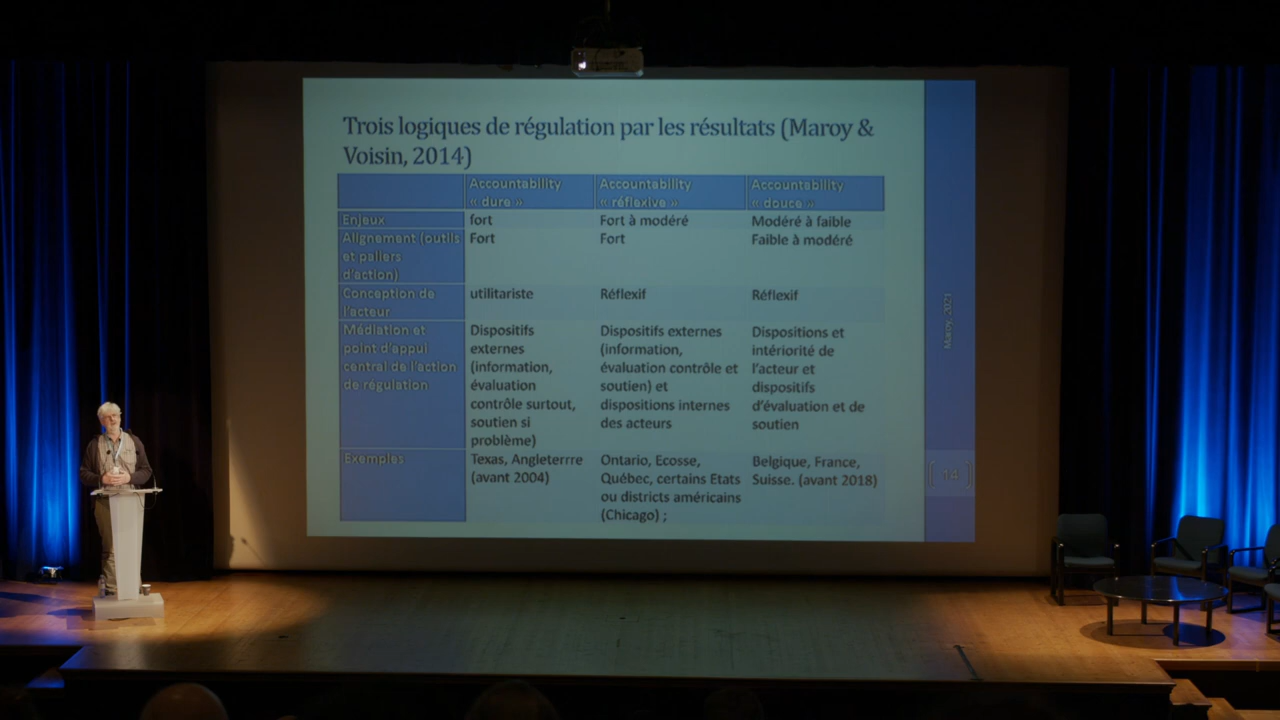 Trois logiques de régulation par les résultats (Maroy &
Voisin, 2014)
Accountability
« dure »
Accountability
« réflexive »
Accountability
« douce »
Enjeux
fort
Fort à modéré
Modéré à faible
Alignement (outils
et paliers
d'action)
Fort
Fort
Faible à modéré
Conception de
l'acteur
utilitariste
Réflexif
Réflexif
Médiation et
point d'appui
central de l'action
de régulation
Dispositifs
externes
(information,
évaluation
contrôle surtout,
soutien si
problème)
Dispositifs externes
(information,
évaluation contrôle et
soutien) et
dispositions internes
des acteurs
Dispositions et
intériorité de
l'acteur et
dispositifs
d'évaluation et de
soutien
Exemples
Texas, Angleterrre
(avant 2004)
Ontario, Ecosse,
Québec, certains Etats
ou districts américains
(Chicago) ;
Belgique, France,
Suisse. (avant 2018)
Maroy, 2021
14